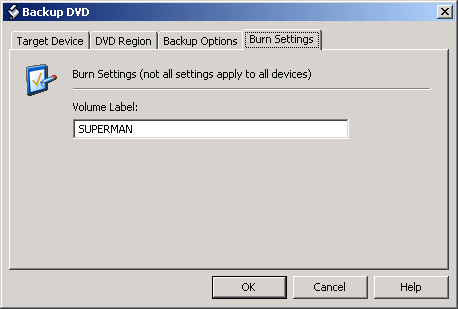 Backup DVD
Target Device DVD Region Backup Options Burn Settings
Burn Settings (not all settings apply to all devices)
Volume Label:
SUPERMAN
OK Cancel Help